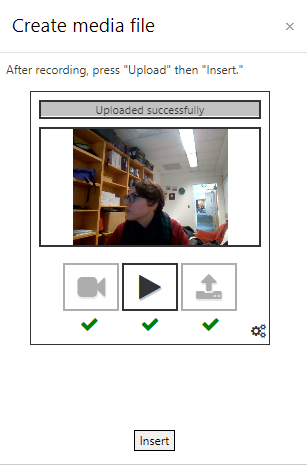 Create media file
×
After recording, press "Upload" then "Insert."
Uploaded successfully
Insert